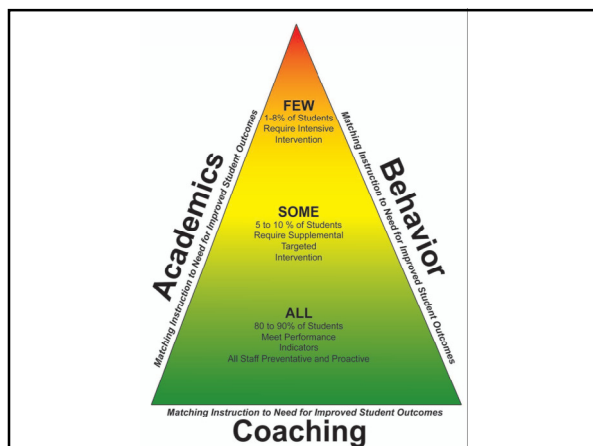 FEW
1-8% of Students
Require Intensive
Intervention
SOME
5 to 10 % of Students
Require Supplemental
Targeted
Intervention
ALL
80 to 90% of Students
Meet Performance
Indicators
All Staff Preventative and Proactive
Academics
Matching Instruction to Need for Improved Student Outcomes
Behavior
Matching Instruction to Need for Improved Student Outcomes
Matching Instruction to Need for Improved Student Outcomes
Coaching